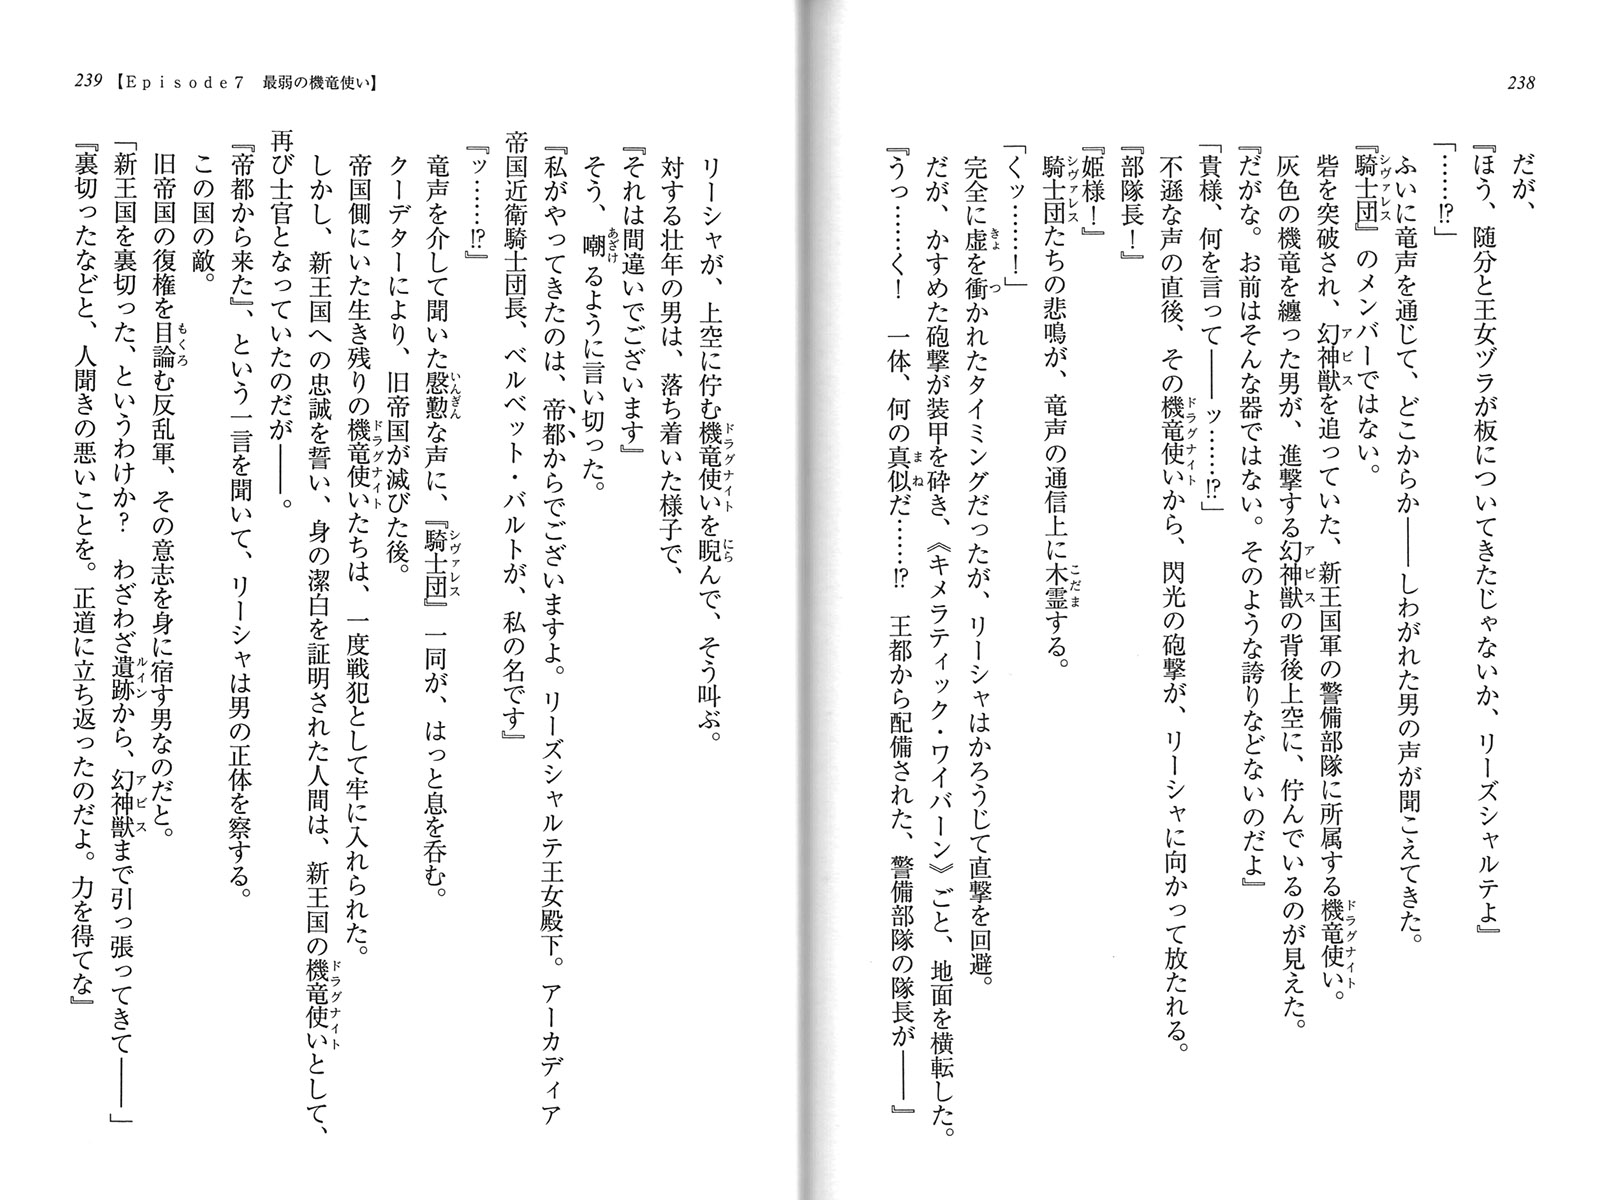 238
だが、
『ほう、随分と王女ヅラが板についてきたじゃないか、リーズシャルテよ』
「……!?」
ふいに竜声を通じて、どこからか――しわがれた男の声が聞こえてきた。
『騎士団』のメンバーではない。
砦を突破され、幻神獣を追っていた、新王国軍の警備部隊に所属する機竜使い。
灰色の機竜を纏った男が、進撃する幻神獣の背後上空に、佇んでいるのが見えた。
『だがな。お前はそんな器ではない。そのような誇りなどないのだよ』
「貴様、何を言って――ッ……!?」
不遜な声の直後、その機竜使いから、閃光の砲撃が、リーシャに向かって放たれる。
『部隊長！』
『姫様！』
騎士団たちの悲鳴が、竜声の通信上に木霊する。
「くッ……！」
完全に虚を衝かれたタイミングだったが、リーシャはかろうじて直撃を回避。
だが、かすめた砲撃が装甲を砕き、《キメラティック・ワイバーン》ごと、地面を横転した。
『うっ……く！　一体、何の真似だ……!?　王都から配備された、警備部隊の隊長が――』
239【Episode7　最弱の機竜使い】
リーシャが、上空に佇む機竜使いを睨んで、そう叫ぶ。
対する壮年の男は、落ち着いた様子で、
『それは間違いでございます』
そう、嘲るように言い切った。
『私がやってきたのは、帝都からでございますよ。リーズシャルテ王女殿下。アーカディア
帝国近衛騎士団長、ベルベット・バルトが、私の名です』
『ッ……!?』
竜声を介して聞いた慇懃な声に、『騎士団』一同が、はっと息を呑む。
クーデターにより、旧帝国が滅びた後。
帝国側にいた生き残りの機竜使いたちは、一度戦犯として牢に入れられた。
しかし、新王国への忠誠を誓い、身の潔白を証明された人間は、新王国の機竜使いとして、
再び士官となっていたのだが――。
『帝都から来た』、という一言を聞いて、リーシャは男の正体を察する。
この国の敵。
旧帝国の復権を目論む反乱軍、その意志を身に宿す男なのだと。
「新王国を裏切った、というわけか？　わざわざ遺跡から、幻神獣まで引っ張ってきて――」
『裏切ったなどと、人聞きの悪いことを。正道に立ち返ったのだよ。力を得てな』